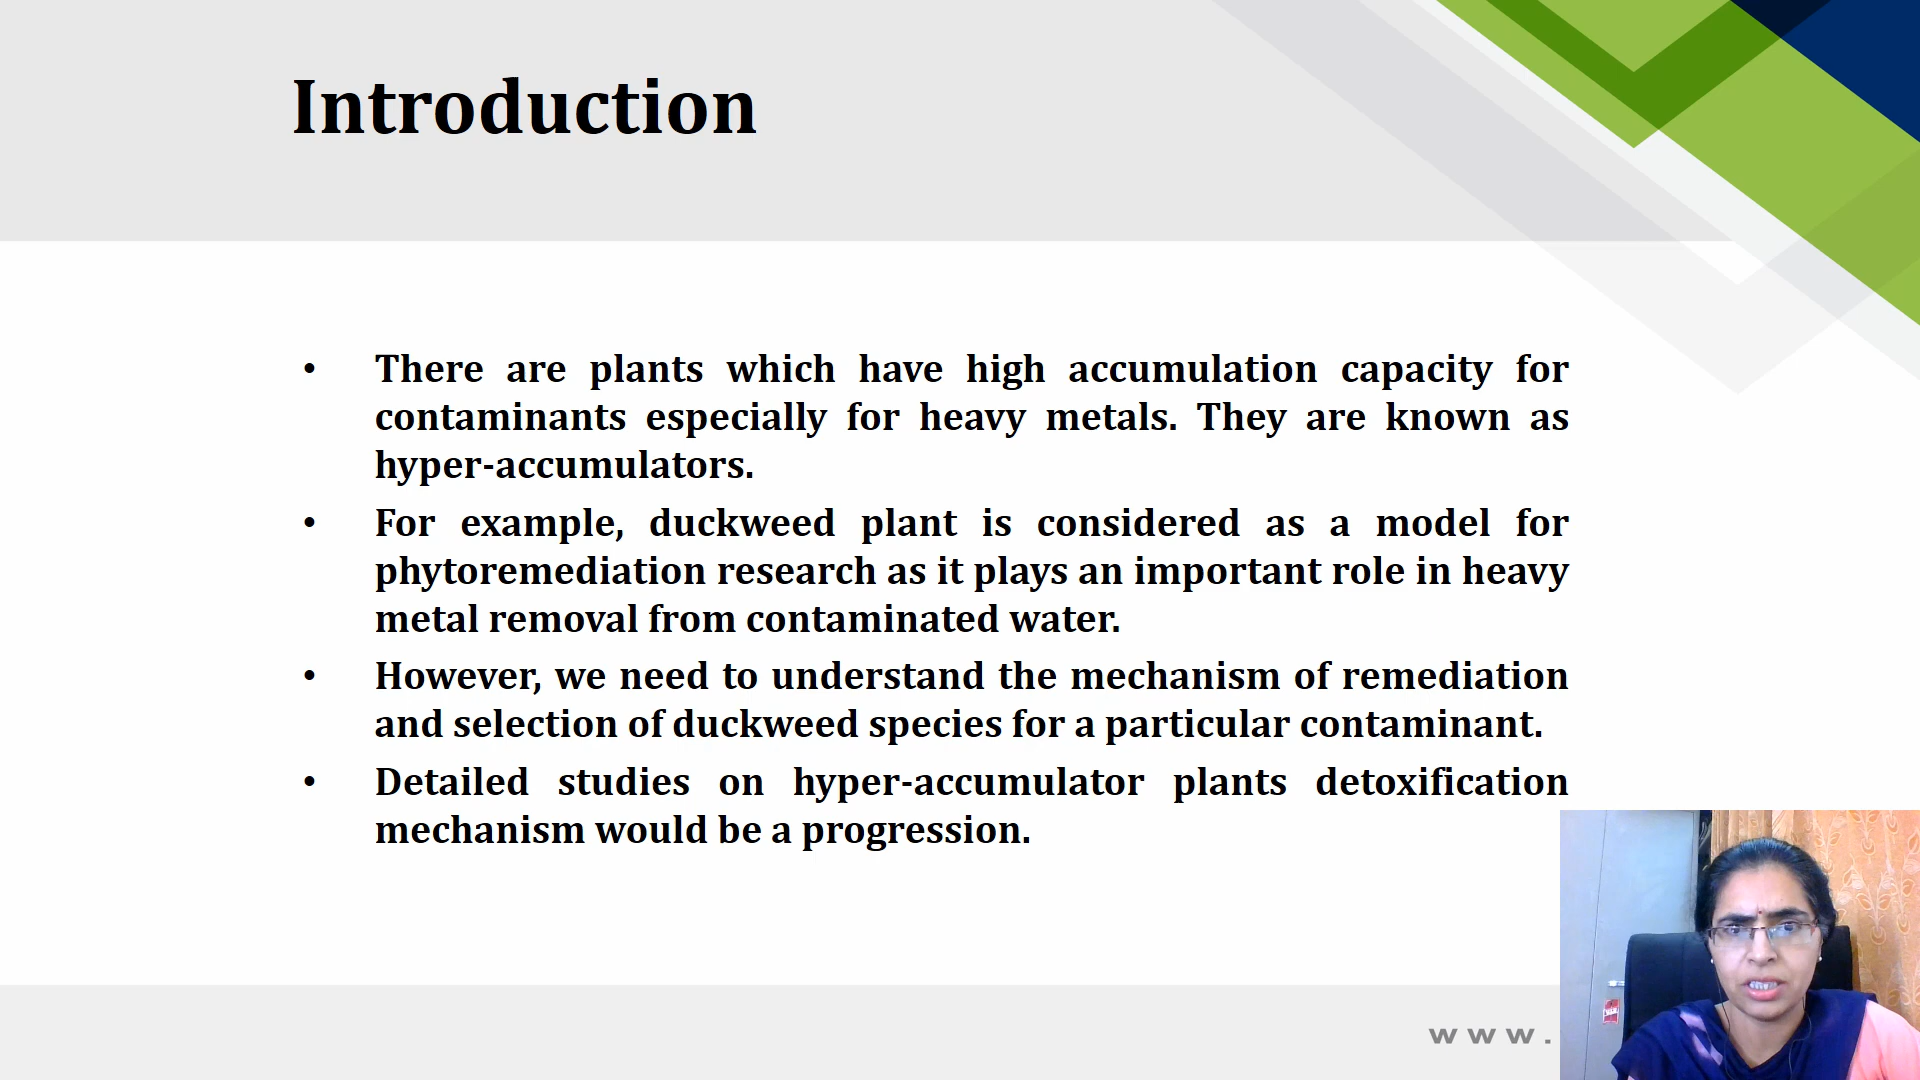 Introduction
• There are plants which have high accumulation capacity for
contaminants especially for heavy metals. They are known as
hyper-accumulators.
• For example, duckweed plant is considered as a model for
phytoremediation research as it plays an important role in heavy
metal removal from contaminated water.
• However, we need to understand the mechanism of remediation
and selection of duckweed species for a particular contaminant.
• Detailed studies on hyper-accumulator plants detoxification
mechanism would be a progression.
www.